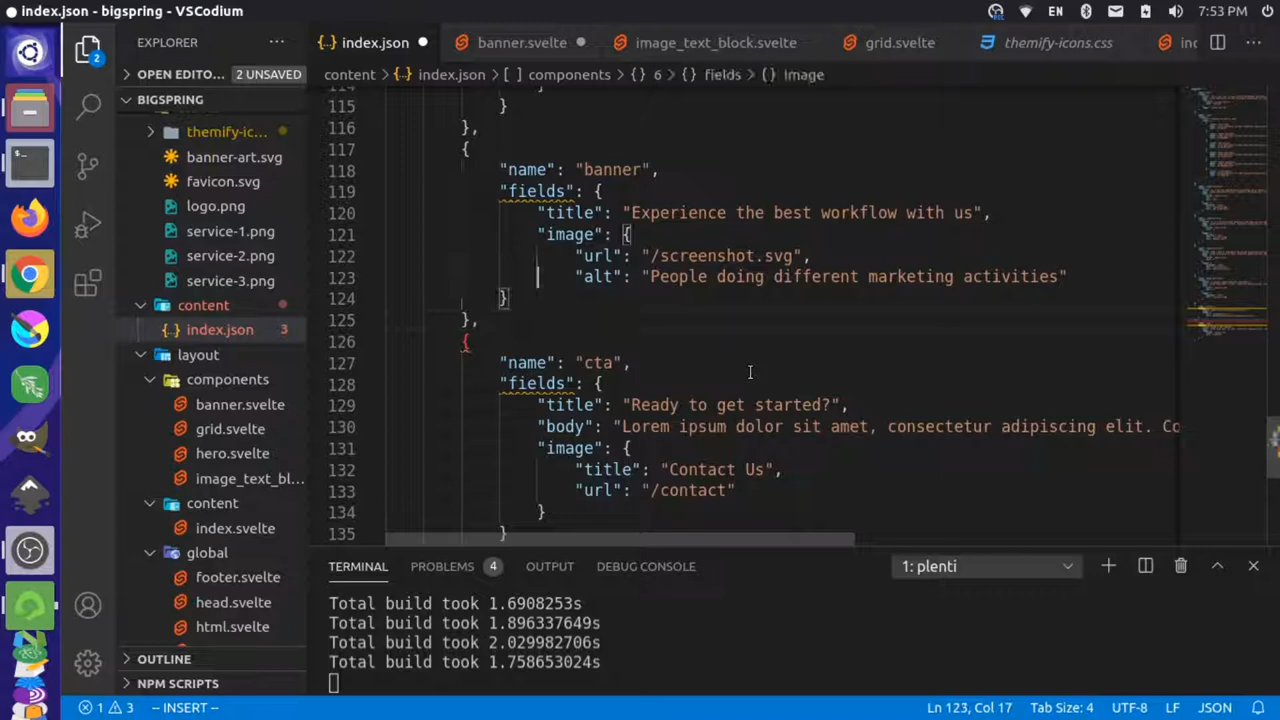 index.json - bigspring - VSCodium
EN
7:53 PM
EXPLORER
index.json
banner.svelte
image_text_block.svelte
grid.svelte
themify-icons.css
OPEN EDITO...
2 UNSAVED
content > index.json > [ ] components > {} 6 > {} fields > {} image
BIGSPRING
themify-ic...
banner-art.svg
favicon.svg
logo.png
service-1.png
service-2.png
service-3.png
content
index.json 3
layout
components
banner.svelte
grid.svelte
hero.svelte
image_text_bl...
content
index.svelte
global
footer.svelte
head.svelte
html.svelte
OUTLINE
NPM SCRIPTS
115 }
116 },
117 {
118 "name": "banner",
119 "fields": {
120 "title": "Experience the best workflow with us",
121 "image": {
122 "url": "/screenshot.svg",
123 "alt": "People doing different marketing activities"
124 }
125 },
126 {
127 "name": "cta",
128 "fields": {
129 "title": "Ready to get started?",
130 "body": "Lorem ipsum dolor sit amet, consectetur adipiscing elit. Co
131 "image": {
132 "title": "Contact Us",
133 "url": "/contact"
134 }
135 }
TERMINAL
PROBLEMS 4
OUTPUT
DEBUG CONSOLE
1: plenti
Total build took 1.6908253s
Total build took 1.896337649s
Total build took 2.029982706s
Total build took 1.758653024s
1 3 -- INSERT --
Ln 123, Col 17
Tab Size: 4
UTF-8
LF
JSON